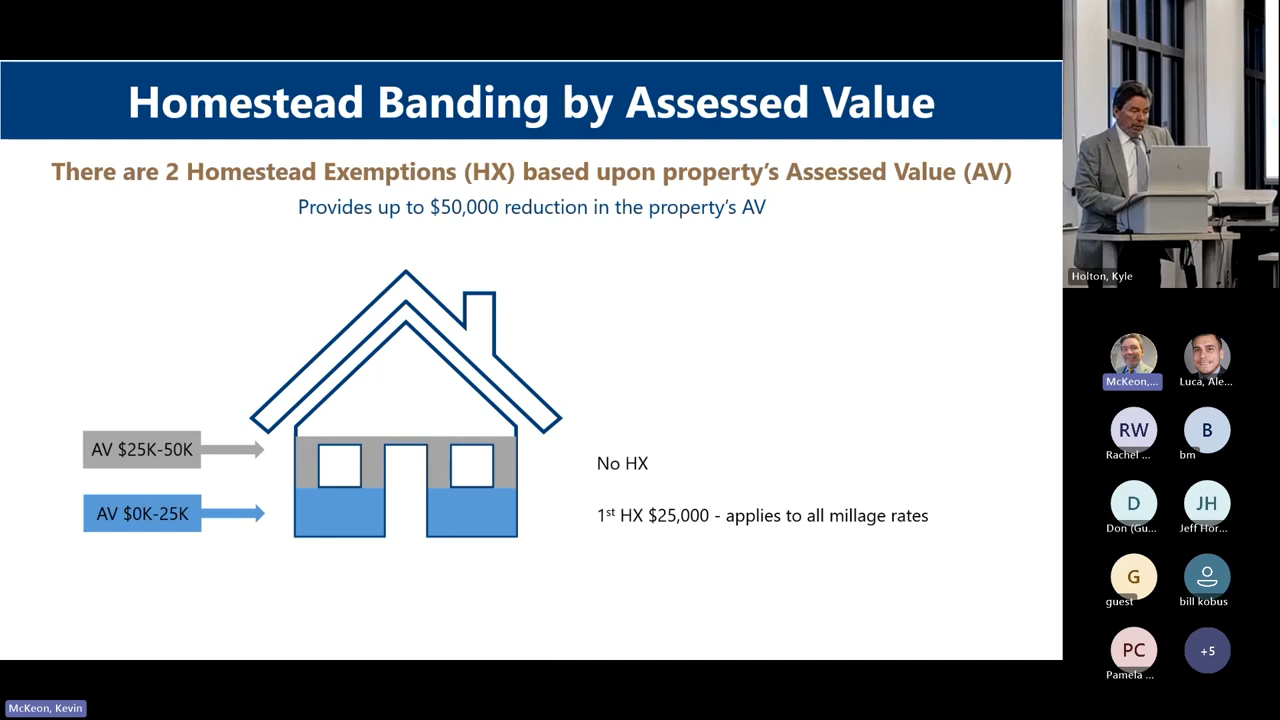 Homestead Banding by Assessed Value
There are 2 Homestead Exemptions (HX) based upon property’s Assessed Value (AV)
Provides up to $50,000 reduction in the property’s AV
AV $25K-50K
No HX
AV $0K-25K
1st HX $25,000 - applies to all millage rates
Holton, Kyle
McKeon,...
Luca, Ale...
RW
Rachel ...
B
bm
D
Don (Gu...
JH
Jeff Hor...
G
guest
bill kobus
PC
Pamela ...
+5
McKeon, Kevin